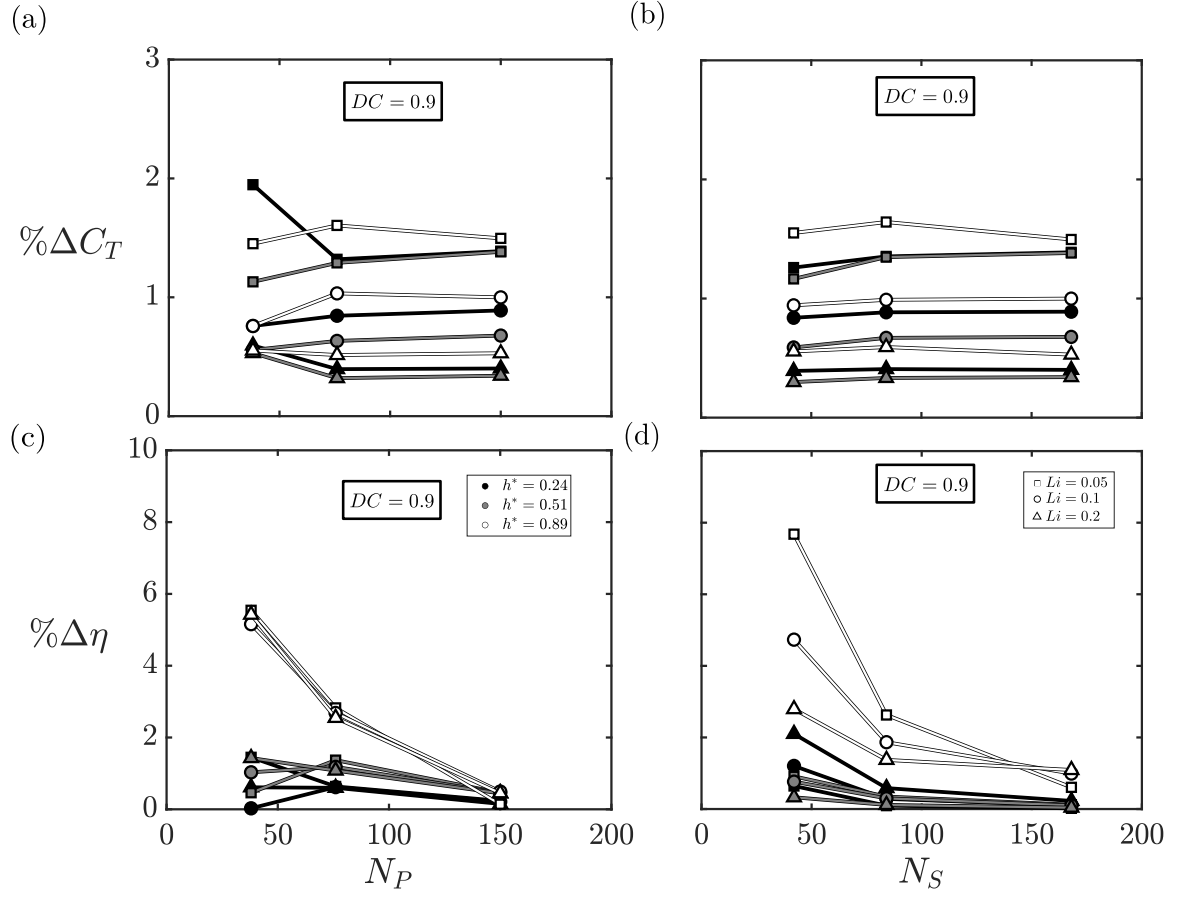 (a)
(b)
3
2
1
0
%ΔC_T
DC = 0.9
DC = 0.9
(c)
(d)
10
8
6
4
2
0
%Δη
DC = 0.9
h* = 0.24
h* = 0.51
h* = 0.89
DC = 0.9
Li = 0.05
Li = 0.1
Li = 0.2
0 50 100 150 200
0 50 100 150 200
N_P
N_S